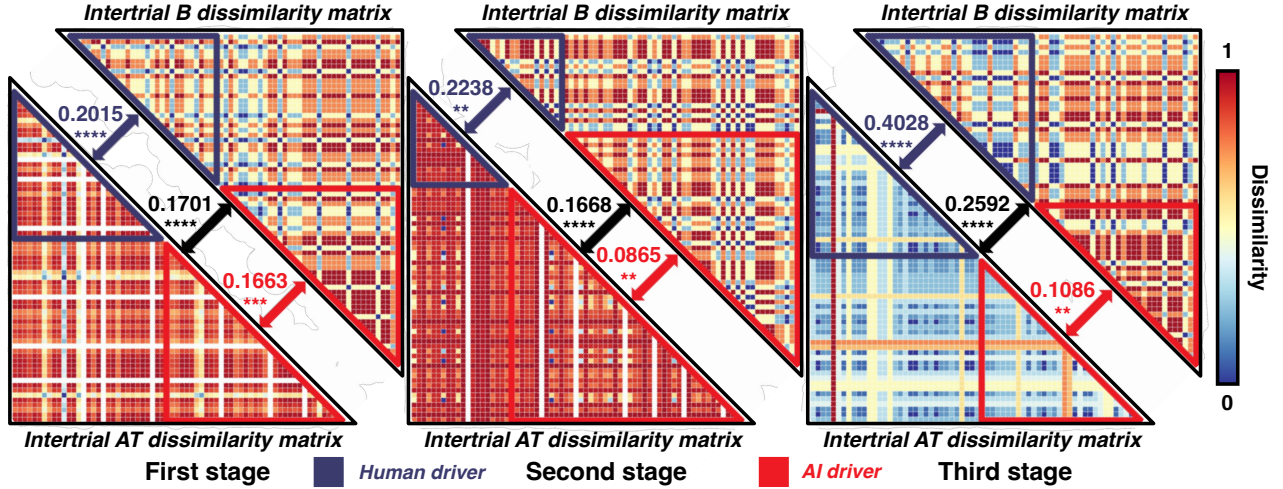 Intertrial B dissimilarity matrix
Intertrial B dissimilarity matrix
Intertrial B dissimilarity matrix
0.2015
****
0.1701
****
0.1663
***
0.2238
**
0.1668
****
0.0865
**
0.4028
****
0.2592
****
0.1086
**
1
Dissimilarity
0
Intertrial AT dissimilarity matrix
Intertrial AT dissimilarity matrix
Intertrial AT dissimilarity matrix
First stage
Human driver
Second stage
AI driver
Third stage